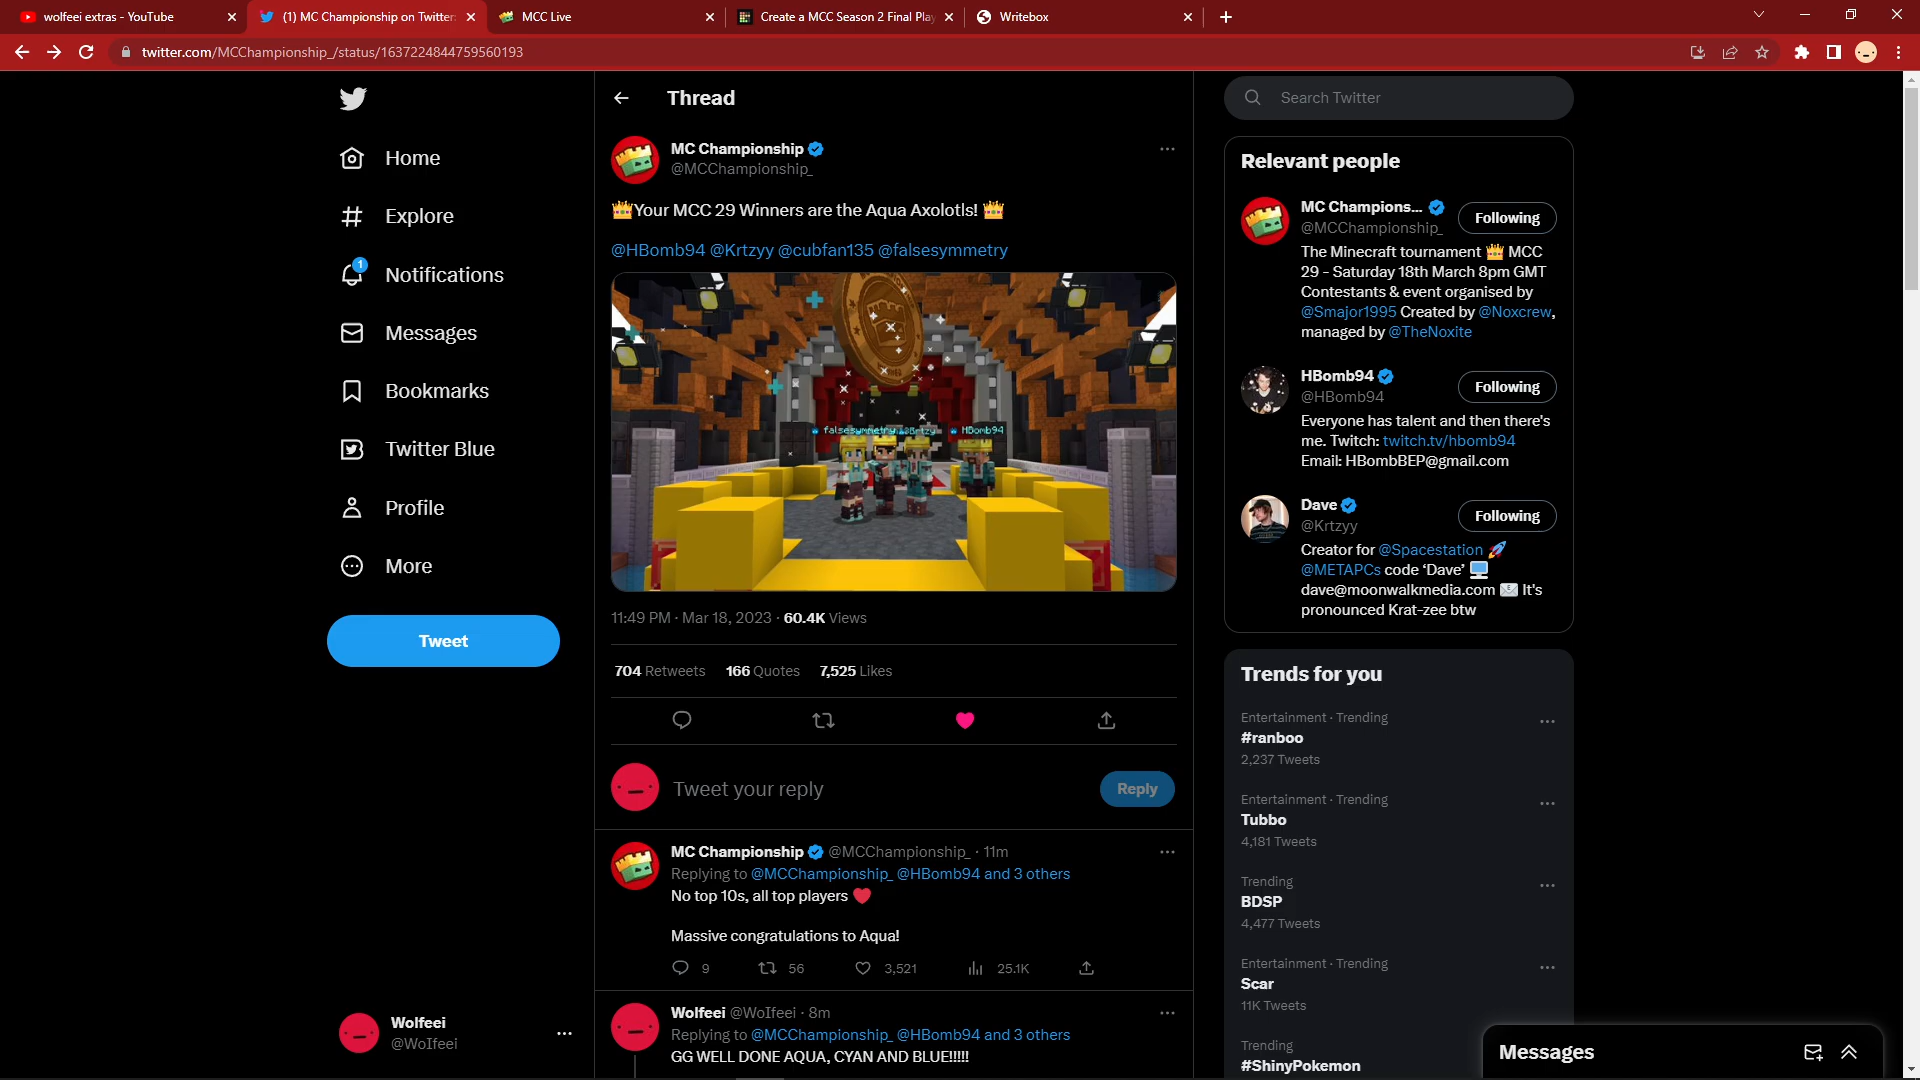 wolfeei extras - YouTube
(1) MC Championship on Twitter:
MCC Live
Create a MCC Season 2 Final Play
Writebox
twitter.com/MCChampionship_/status/1637224844759560193
Home
Explore
1
Notifications
Messages
Bookmarks
Twitter Blue
Profile
More
Tweet
Wolfeei
@WoIfeei
Thread
MC Championship
@MCChampionship_
👑Your MCC 29 Winners are the Aqua Axolotls! 👑
@HBomb94 @Krtzyy @cubfan135 @falsesymmetry
falsesymmetry Krtzy HBomb94
11:49 PM · Mar 18, 2023 · 60.4K Views
704 Retweets 166 Quotes 7,525 Likes
Tweet your reply
Reply
MC Championship @MCChampionship_ · 11m
Replying to @MCChampionship_ @HBomb94 and 3 others
No top 10s, all top players ❤️
Massive congratulations to Aqua!
9 56 3,521 25.1K
Wolfeei @WoIfeei · 8m
Replying to @MCChampionship_ @HBomb94 and 3 others
GG WELL DONE AQUA, CYAN AND BLUE!!!!!
Search Twitter
Relevant people
MC Champions...
@MCChampionship_
Following
The Minecraft tournament 👑 MCC
29 - Saturday 18th March 8pm GMT
Contestants & event organised by
@Smajor1995 Created by @Noxcrew,
managed by @TheNoxite
HBomb94
@HBomb94
Following
Everyone has talent and then there's
me. Twitch: twitch.tv/hbomb94
Email: HBombBEP@gmail.com
Dave
@Krtzyy
Following
Creator for @Spacestation 🚀
@METAPCs code ‘Dave’ 🖥️
dave@moonwalkmedia.com 📧 It's
pronounced Krat-zee btw
Trends for you
Entertainment · Trending
#ranboo
2,237 Tweets
Entertainment · Trending
Tubbo
4,181 Tweets
Trending
BDSP
4,477 Tweets
Entertainment · Trending
Scar
11K Tweets
Trending
#ShinyPokemon
Messages